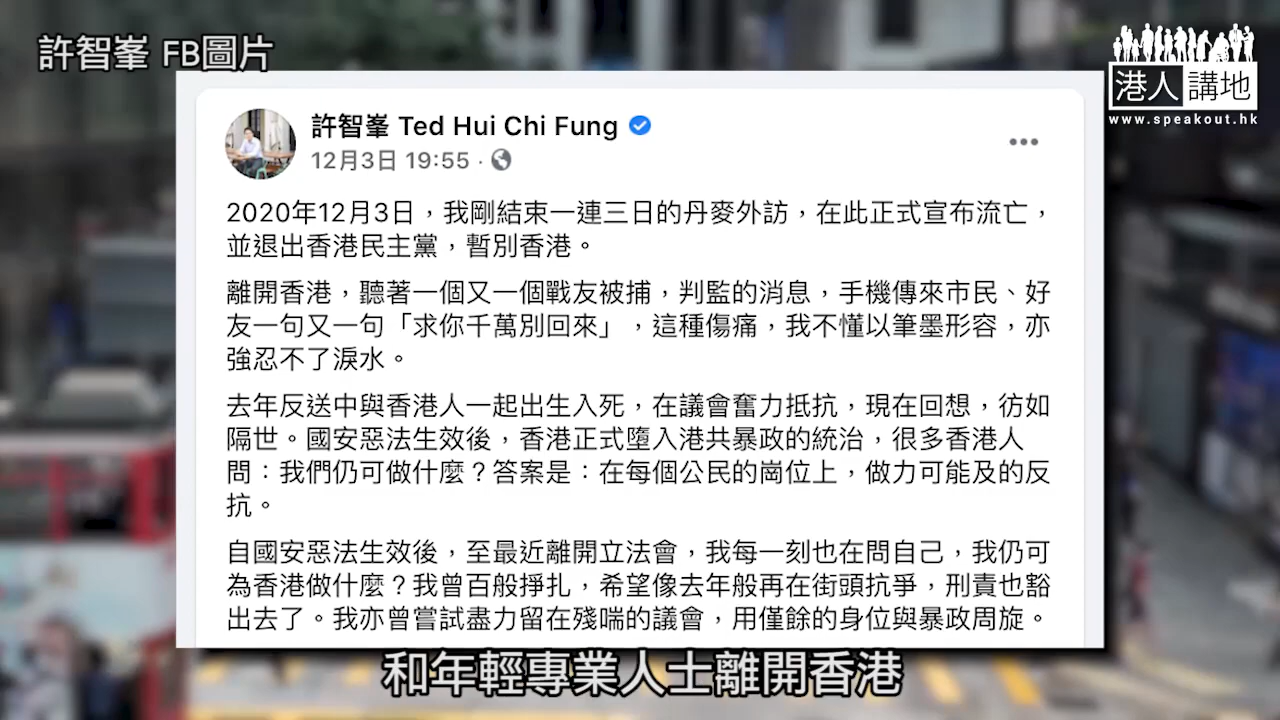 許智峯 FB圖片
港人講地
www.speakout.hk
許智峯 Ted Hui Chi Fung
12月3日 19:55 ·
2020年12月3日，我剛結束一連三日的丹麥外訪，在此正式宣布流亡，
並退出香港民主黨，暫別香港。
離開香港，聽著一個又一個戰友被捕，判監的消息，手機傳來市民、好
友一句又一句「求你千萬別回來」，這種傷痛，我不懂以筆墨形容，亦
強忍不了淚水。
去年反送中與香港人一起出生入死，在議會奮力抵抗，現在回想，彷如
隔世。國安惡法生效後，香港正式墮入港共暴政的統治，很多香港人
問：我們仍可做什麼？答案是：在每個公民的崗位上，做力可能及的反
抗。
自國安惡法生效後，至最近離開立法會，我每一刻也在問自己，我仍可
為香港做什麼？我曾百般掙扎，希望像去年般再在街頭抗爭，刑責也豁
出去了。我亦曾嘗試盡力留在殘喘的議會，用僅餘的身位與暴政周旋。
和年輕專業人士離開香港